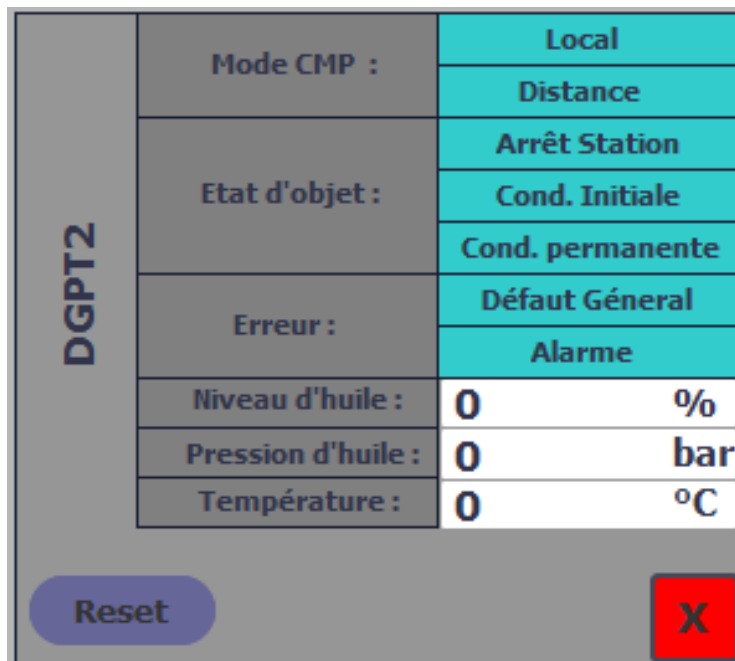 DGPT2
Mode CMP :
Local
Distance
Etat d'objet :
Arrêt Station
Cond. Initiale
Cond. permanente
Erreur :
Défaut Géneral
Alarme
Niveau d'huile : 0 %
Pression d'huile : 0 bar
Température : 0 °C
Reset
X